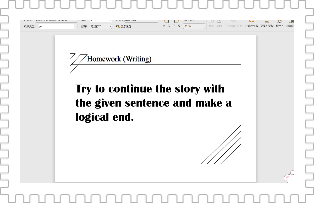 Homework (Writing)
Try to continue the story with
the given sentence and make a
logical end.